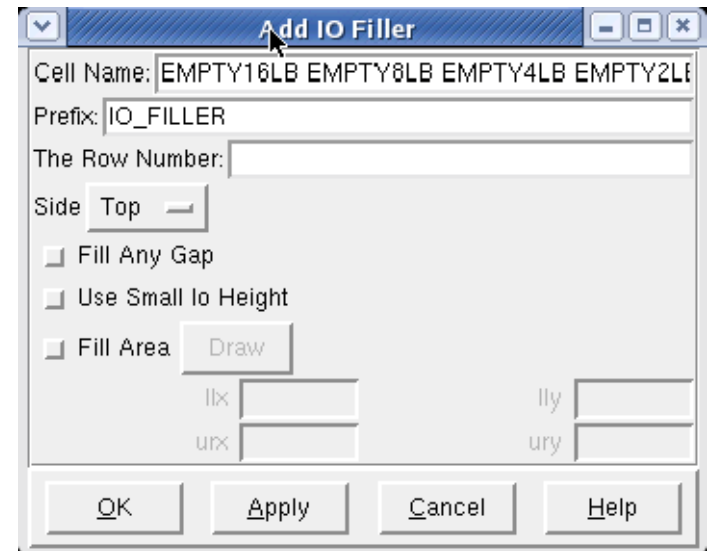 Add IO Filler
Cell Name: EMPTY16LB EMPTY8LB EMPTY4LB
Prefix: IO_FILLER
The Row Number:
Side Top
Fill Any Gap
Use Small Io Height
Fill Area Draw
llx lly
urx ury
OK Apply Cancel Help